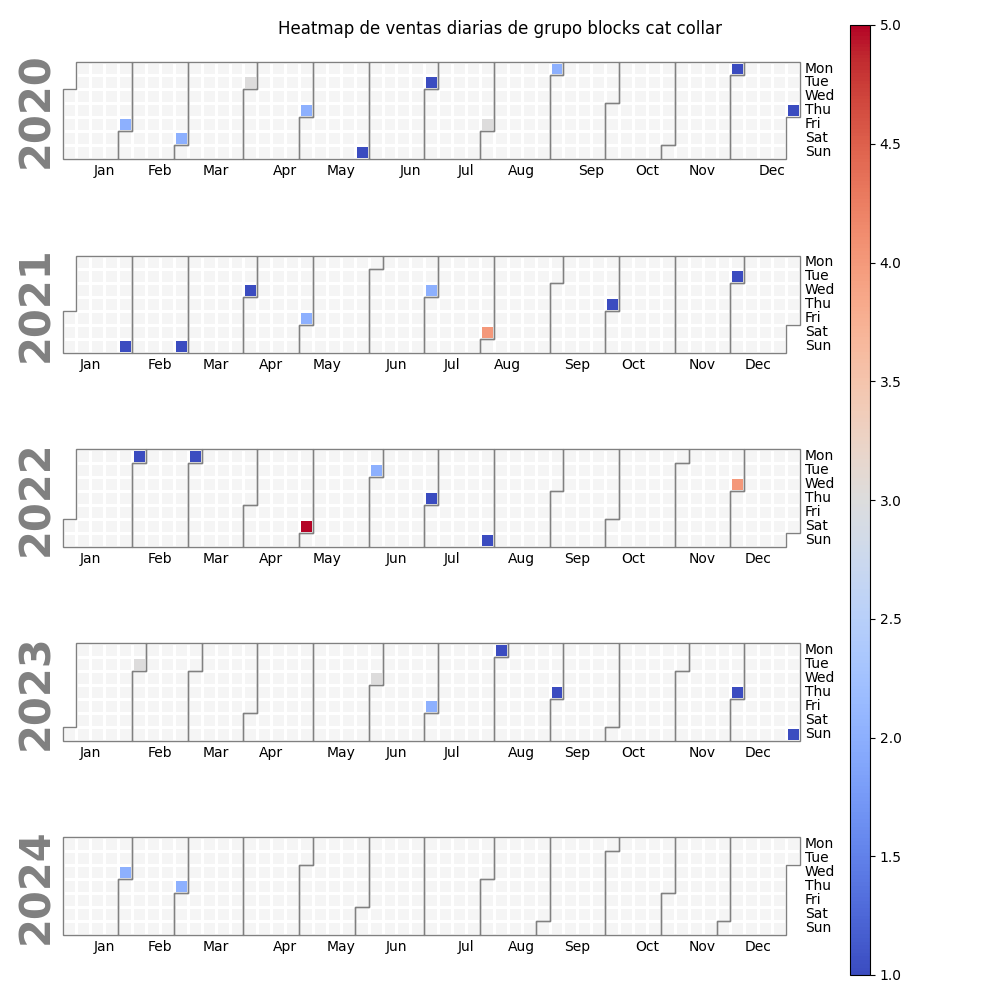 Heatmap de ventas diarias de grupo blocks cat collar
2020
Mon
Tue
Wed
Thu
Fri
Sat
Sun
Jan Feb Mar Apr May Jun Jul Aug Sep Oct Nov Dec
2021
Mon
Tue
Wed
Thu
Fri
Sat
Sun
Jan Feb Mar Apr May Jun Jul Aug Sep Oct Nov Dec
2022
Mon
Tue
Wed
Thu
Fri
Sat
Sun
Jan Feb Mar Apr May Jun Jul Aug Sep Oct Nov Dec
2023
Mon
Tue
Wed
Thu
Fri
Sat
Sun
Jan Feb Mar Apr May Jun Jul Aug Sep Oct Nov Dec
2024
Mon
Tue
Wed
Thu
Fri
Sat
Sun
Jan Feb Mar Apr May Jun Jul Aug Sep Oct Nov Dec
5.0
4.5
4.0
3.5
3.0
2.5
2.0
1.5
1.0